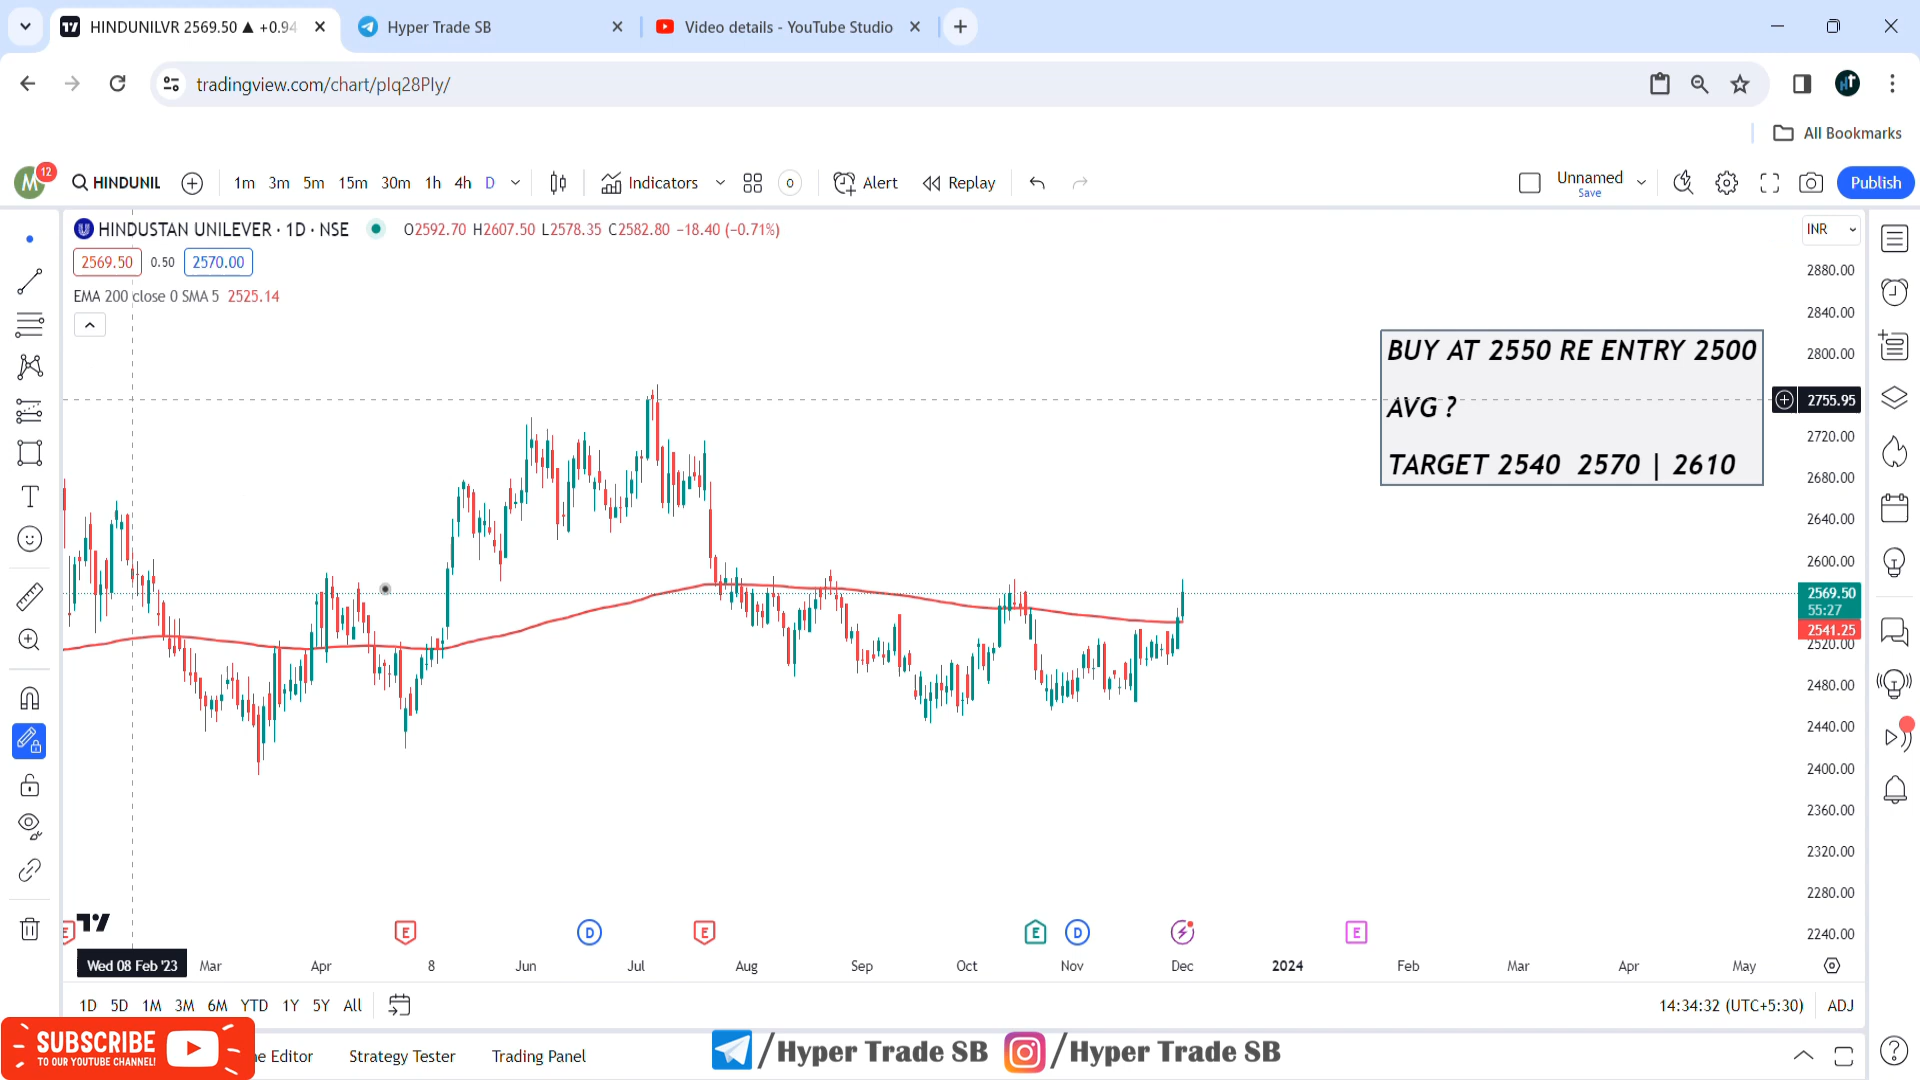 HINDUNILVR 2569.50 ▲ +0.94
Hyper Trade SB
Video details - YouTube Studio
tradingview.com/chart/pIq28PIy/
All Bookmarks
M
12
HINDUNIL
1m 3m 5m 15m 30m 1h 4h D
Indicators
0
Alert
Replay
Unnamed
Save
Publish
HINDUSTAN UNILEVER · 1D · NSE
O2592.70 H2607.50 L2578.35 C2582.80 −18.40 (−0.71%)
INR
2569.50 0.50 2570.00
EMA 200 close 0 SMA 5 2525.14
BUY AT 2550 RE ENTRY 2500
AVG ?
TARGET 2540 2570 | 2610
2880.00
2840.00
2800.00
2755.95
2720.00
2680.00
2640.00
2600.00
2569.50
55:27
2541.25
2520.00
2480.00
2440.00
2400.00
2360.00
2320.00
2280.00
2240.00
E E D E E D E
Wed 08 Feb '23 Mar Apr 8 Jun Jul Aug Sep Oct Nov Dec 2024 Feb Mar Apr May
1D 5D 1M 3M 6M YTD 1Y 5Y All
14:34:32 (UTC+5:30) ADJ
SUBSCRIBE
TO OUR YOUTUBE CHANNEL!
ne Editor Strategy Tester Trading Panel
/Hyper Trade SB /Hyper Trade SB